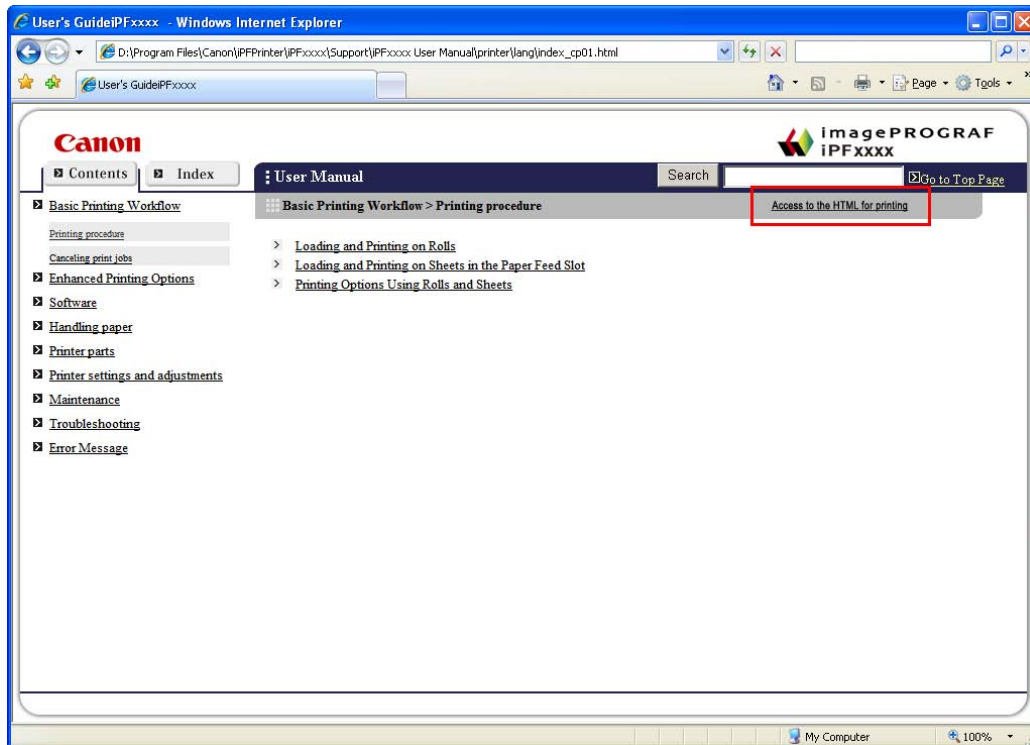 User's GuideiPFxxxx - Windows Internet Explorer
D:\Program Files\Canon\iPFPrinter\iPFxxxx\Support\iPFxxxx User Manual\printer\lang\index_cp01.html
User's GuideiPFxxxx
Page
Tools
Canon
imagePROGRAF
iPFxxxx
Contents
Index
User Manual
Search
Go to Top Page
Basic Printing Workflow
Basic Printing Workflow > Printing procedure
Access to the HTML for printing
Printing procedure
Canceling print jobs
Loading and Printing on Rolls
Loading and Printing on Sheets in the Paper Feed Slot
Printing Options Using Rolls and Sheets
Enhanced Printing Options
Software
Handling paper
Printer parts
Printer settings and adjustments
Maintenance
Troubleshooting
Error Message
My Computer
100%